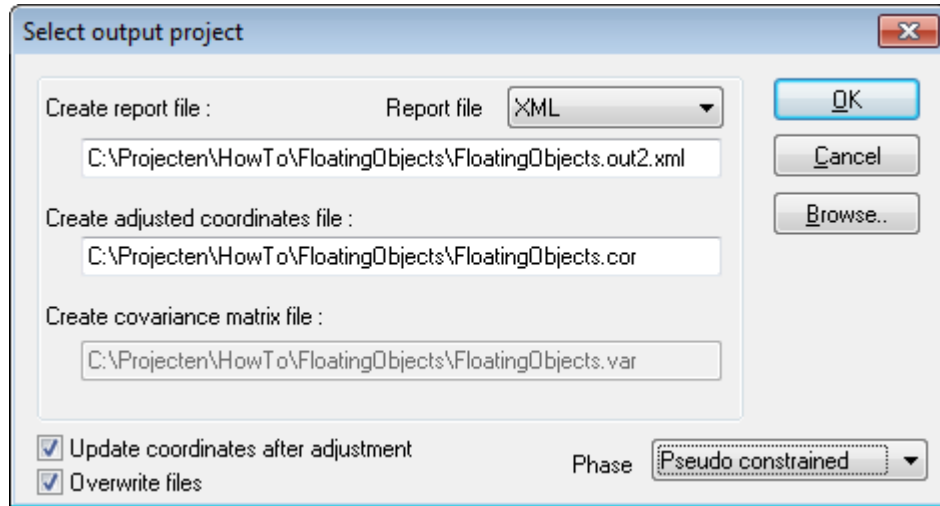 Select output project
Create report file :
Report file
XML
OK
C:\Projecten\HowTo\FloatingObjects\FloatingObjects.out2.xml
Cancel
Create adjusted coordinates file :
Browse..
C:\Projecten\HowTo\FloatingObjects\FloatingObjects.cor
Create covariance matrix file :
C:\Projecten\HowTo\FloatingObjects\FloatingObjects.var
Update coordinates after adjustment
Phase
Pseudo constrained
Overwrite files